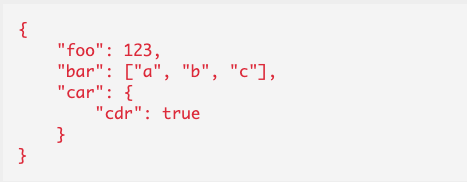 {
    "foo": 123,
    "bar": ["a", "b", "c"],
    "car": {
        "cdr": true
    }
}